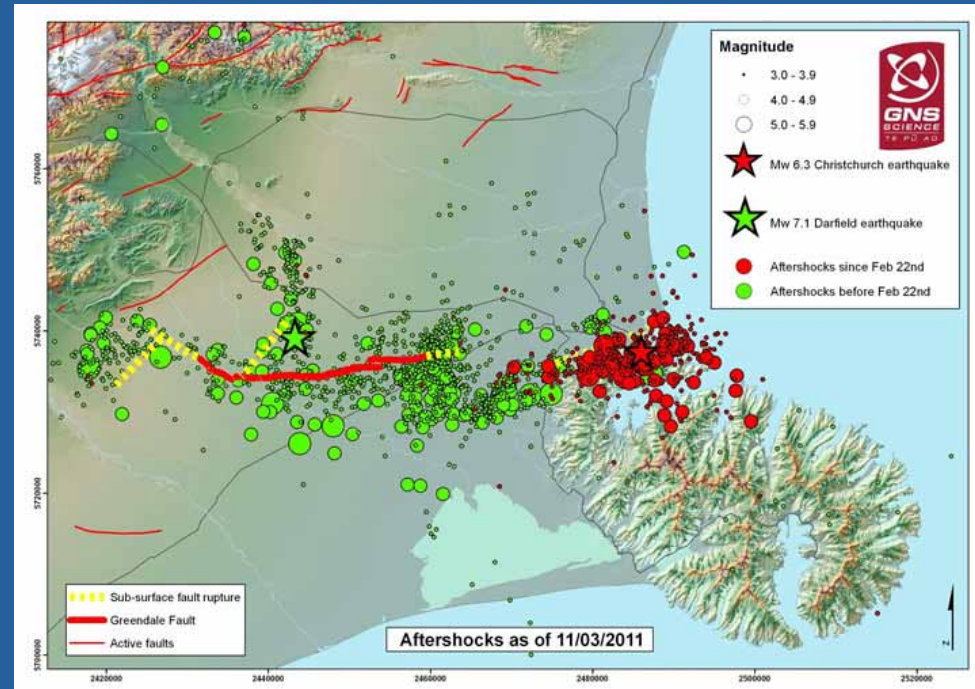 Magnitude
3.0 - 3.9
4.0 - 4.9
5.0 - 5.9
Mw 6.3 Christchurch earthquake
Mw 7.1 Darfield earthquake
Aftershocks since Feb 22nd
Aftershocks before Feb 22nd
GNS
SCIENCE
TE PŪ AO
5760000
5740000
5720000
5700000
Sub-surface fault rupture
Greendale Fault
Active faults
Aftershocks as of 11/03/2011
z
2420000
2440000
2460000
2480000
2500000
2520000